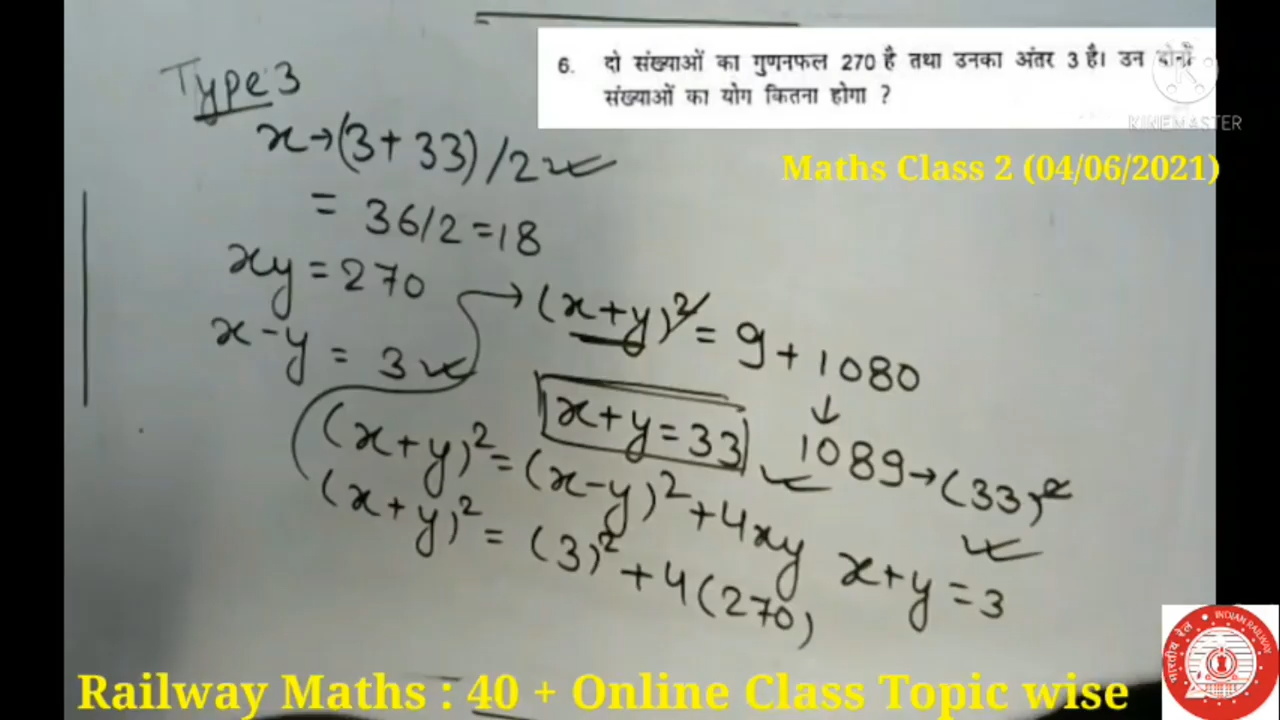 6. दो संख्याओं का गुणनफल 270 है तथा उनका अंतर 3 है। उन दोनों
संख्याओं का योग कितना होगा ?
KINEMASTER
Maths Class 2 (04/06/2021)
Type 3
x→(3+33)/2
= 36/2=18
xy=270
x-y = 3
(x+y)²= 9+1080
↓
1089→(33)²
x+y=33
(x+y)²=(x-y)²+4xy
x+y=3
(x+y)² = (3)²+4(270)
Railway Maths : 40 + Online Class Topic wise
भारतीय रेल INDIAN RAILWAY